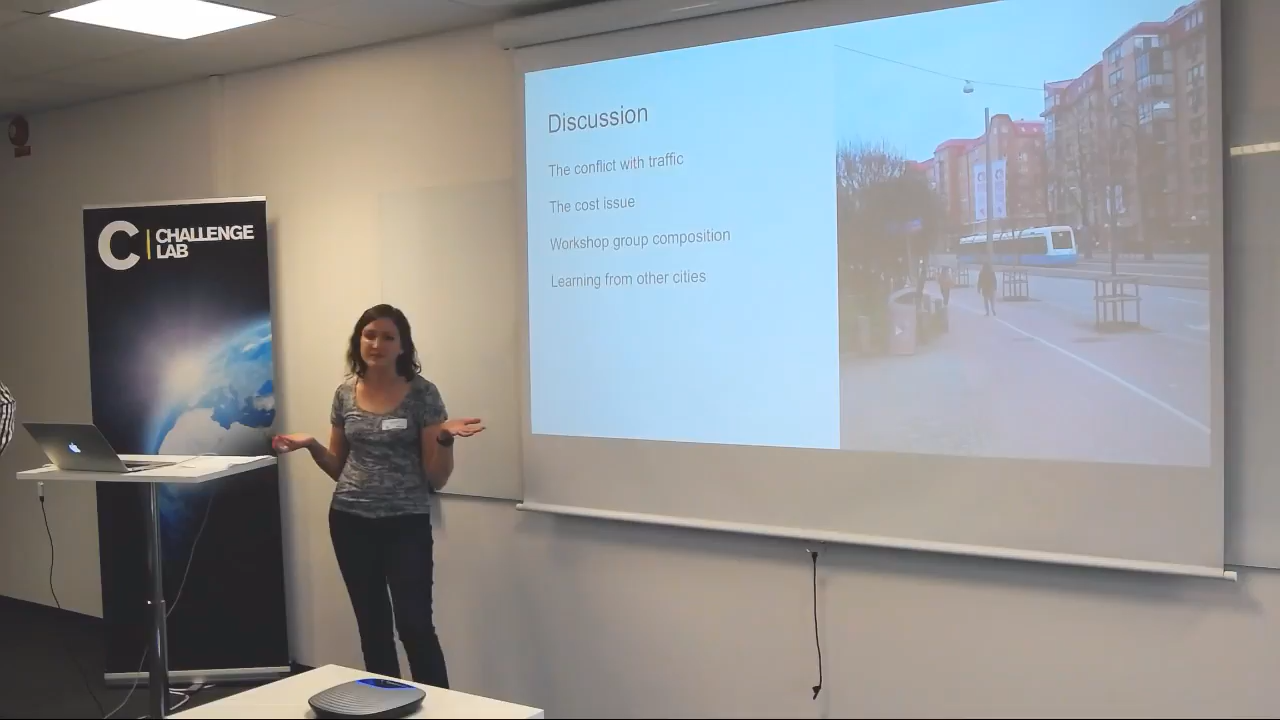 C
CHALLENGE
LAB
Discussion
The conflict with traffic
The cost issue
Workshop group composition
Learning from other cities